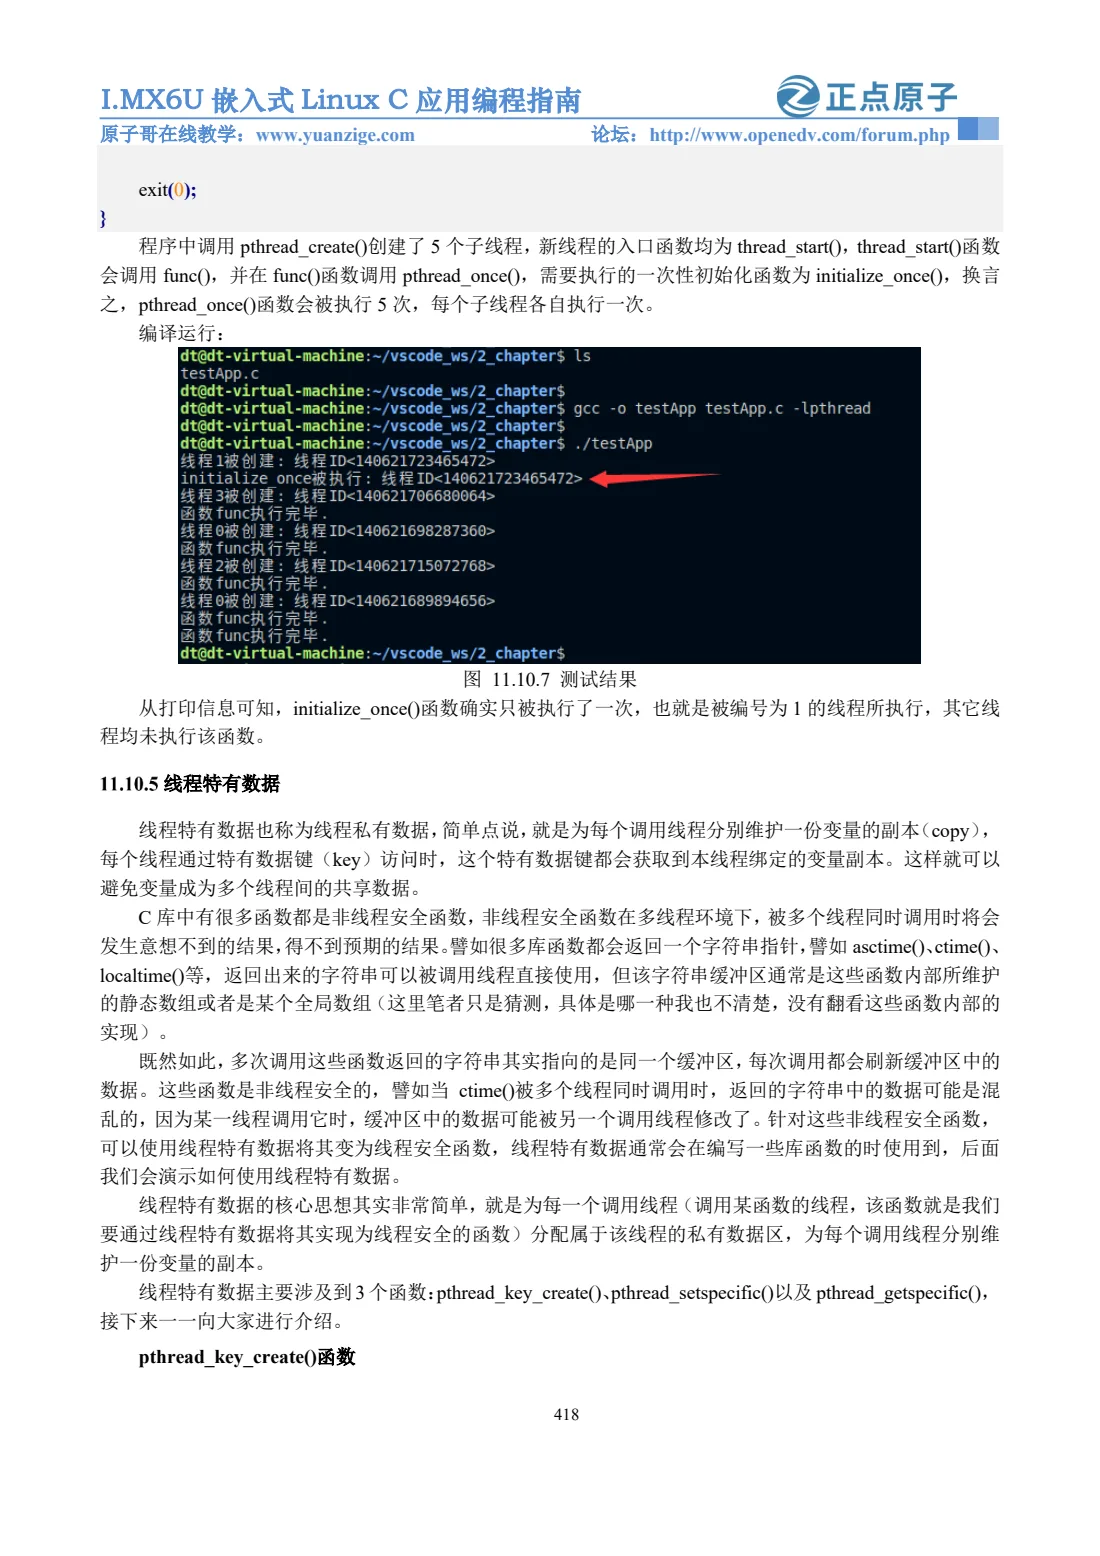 I.MX6U 嵌入式 Linux C 应用编程指南
正点原子
原子哥在线教学：www.yuanzige.com 论坛：http://www.openedv.com/forum.php
exit(0);
}
程序中调用 pthread_create()创建了 5 个子线程，新线程的入口函数均为 thread_start()，thread_start()函数
会调用 func()，并在 func()函数调用 pthread_once()，需要执行的一次性初始化函数为 initialize_once()，换言
之，pthread_once()函数会被执行 5 次，每个子线程各自执行一次。
编译运行：
dt@dt-virtual-machine:~/vscode_ws/2_chapter$ ls
testApp.c
dt@dt-virtual-machine:~/vscode_ws/2_chapter$
dt@dt-virtual-machine:~/vscode_ws/2_chapter$ gcc -o testApp testApp.c -lpthread
dt@dt-virtual-machine:~/vscode_ws/2_chapter$
dt@dt-virtual-machine:~/vscode_ws/2_chapter$ ./testApp
线程1被创建: 线程ID<140621723465472>
initialize_once被执行: 线程ID<140621723465472>
线程3被创建: 线程ID<140621706680064>
函数func执行完毕.
线程0被创建: 线程ID<140621698287360>
函数func执行完毕.
线程2被创建: 线程ID<140621715072768>
函数func执行完毕.
线程0被创建: 线程ID<140621689894656>
函数func执行完毕.
函数func执行完毕.
dt@dt-virtual-machine:~/vscode_ws/2_chapter$
图 11.10.7 测试结果
从打印信息可知，initialize_once()函数确实只被执行了一次，也就是被编号为 1 的线程所执行，其它线
程均未执行该函数。
11.10.5 线程特有数据
线程特有数据也称为线程私有数据，简单点说，就是为每个调用线程分别维护一份变量的副本（copy），
每个线程通过特有数据键（key）访问时，这个特有数据键都会获取到本线程绑定的变量副本。这样就可以
避免变量成为多个线程间的共享数据。
C 库中有很多函数都是非线程安全函数，非线程安全函数在多线程环境下，被多个线程同时调用时将会
发生意想不到的结果，得不到预期的结果。譬如很多库函数都会返回一个字符串指针，譬如 asctime()、ctime()、
localtime()等，返回出来的字符串可以被调用线程直接使用，但该字符串缓冲区通常是这些函数内部所维护
的静态数组或者是某个全局数组（这里笔者只是猜测，具体是哪一种我也不清楚，没有翻看这些函数内部的
实现）。
既然如此，多次调用这些函数返回的字符串其实指向的是同一个缓冲区，每次调用都会刷新缓冲区中的
数据。这些函数是非线程安全的，譬如当 ctime()被多个线程同时调用时，返回的字符串中的数据可能是混
乱的，因为某一线程调用它时，缓冲区中的数据可能被另一个调用线程修改了。针对这些非线程安全函数，
可以使用线程特有数据将其变为线程安全函数，线程特有数据通常会在编写一些库函数的时使用到，后面
我们会演示如何使用线程特有数据。
线程特有数据的核心思想其实非常简单，就是为每一个调用线程（调用某函数的线程，该函数就是我们
要通过线程特有数据将其实现为线程安全的函数）分配属于该线程的私有数据区，为每个调用线程分别维
护一份变量的副本。
线程特有数据主要涉及到 3 个函数：pthread_key_create()、pthread_setspecific()以及 pthread_getspecific()，
接下来一一向大家进行介绍。
pthread_key_create()函数
418